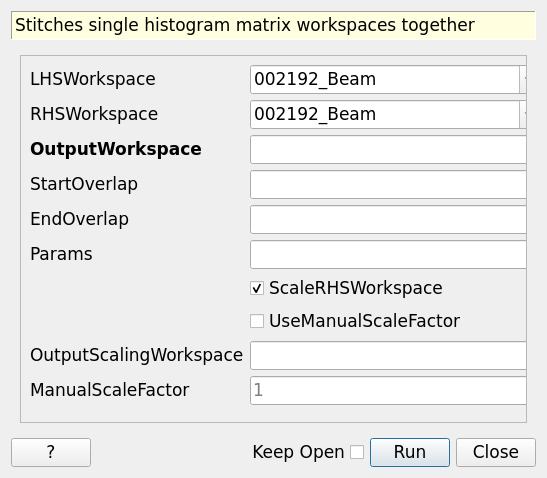 Stitches single histogram matrix workspaces together
LHSWorkspace 002192_Beam
RHSWorkspace 002192_Beam
OutputWorkspace
StartOverlap
EndOverlap
Params
ScaleRHSWorkspace
UseManualScaleFactor
OutputScalingWorkspace
ManualScaleFactor 1
? Keep Open Run Close